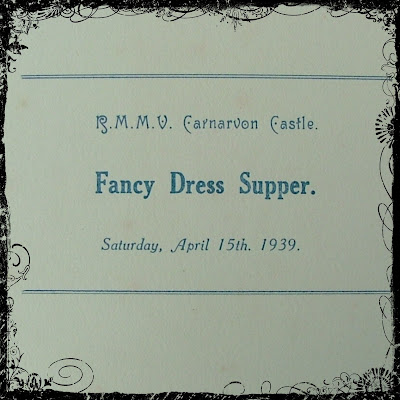 R.M.M.V. Carnarvon Castle.
Fancy Dress Supper.
Saturday, April 15th. 1939.